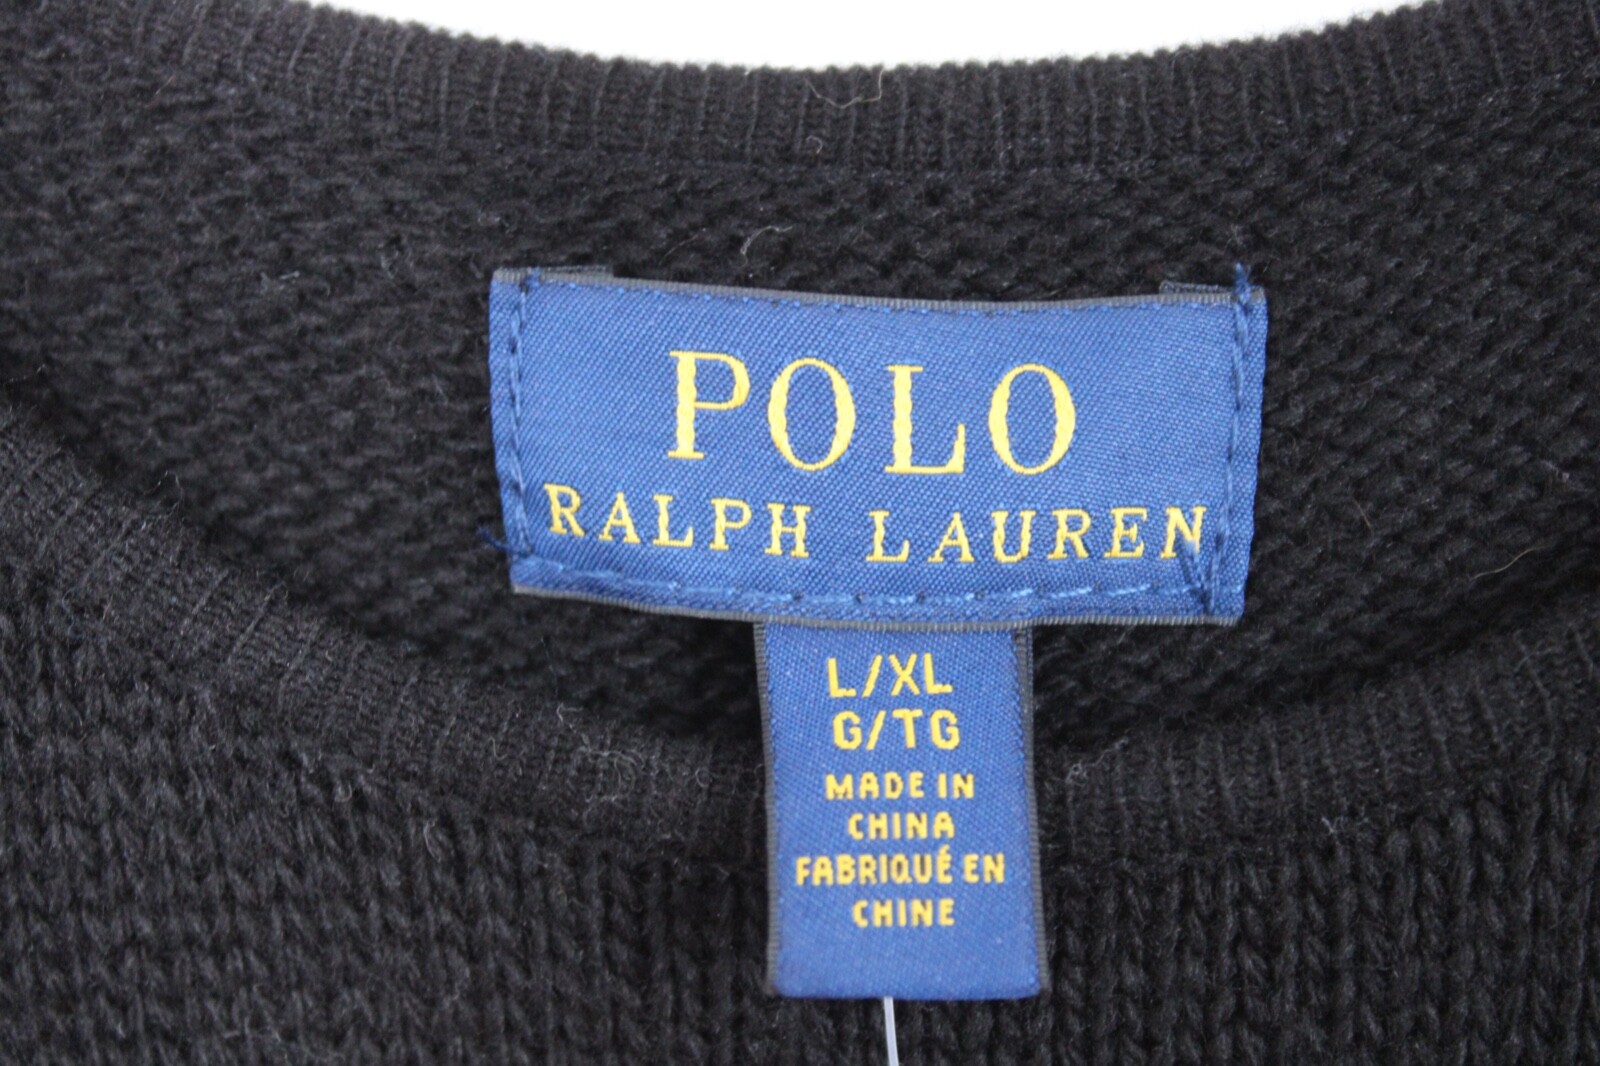 POLO
RALPH LAUREN
L/XL
G/TG
MADE IN
CHINA
FABRIQUÉ EN
CHINE